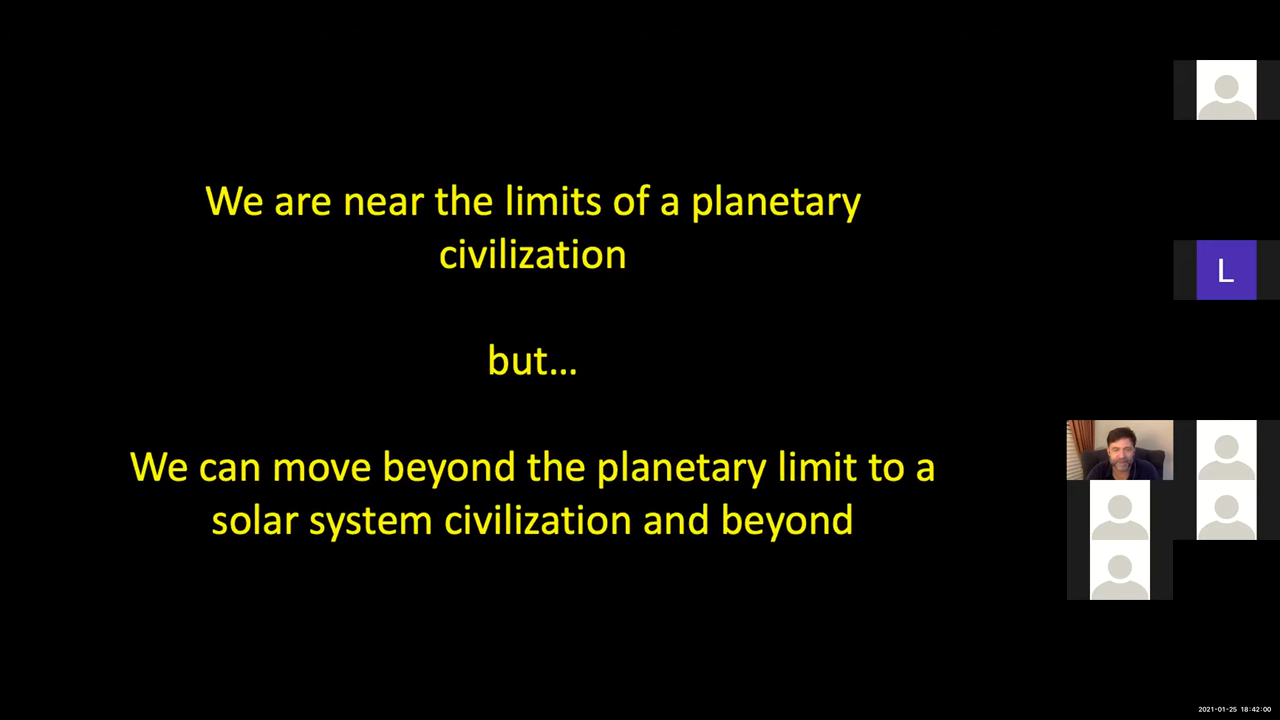 We are near the limits of a planetary
civilization
but...
We can move beyond the planetary limit to a
solar system civilization and beyond
L
2021-01-25 18:42:00